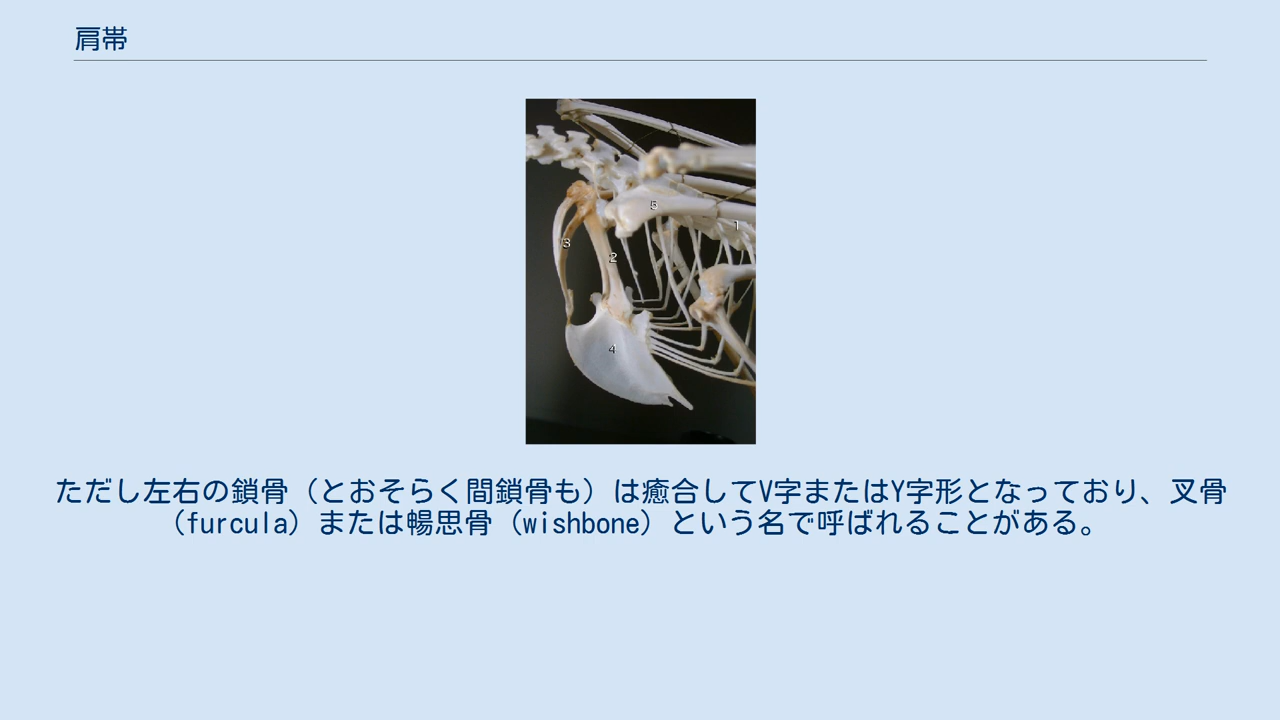 肩帯
5
1
3
2
4
ただし左右の鎖骨（とおそらく間鎖骨も）は癒合してV字またはY字形となっており、叉骨
（furcula）または暢思骨（wishbone）という名で呼ばれることがある。